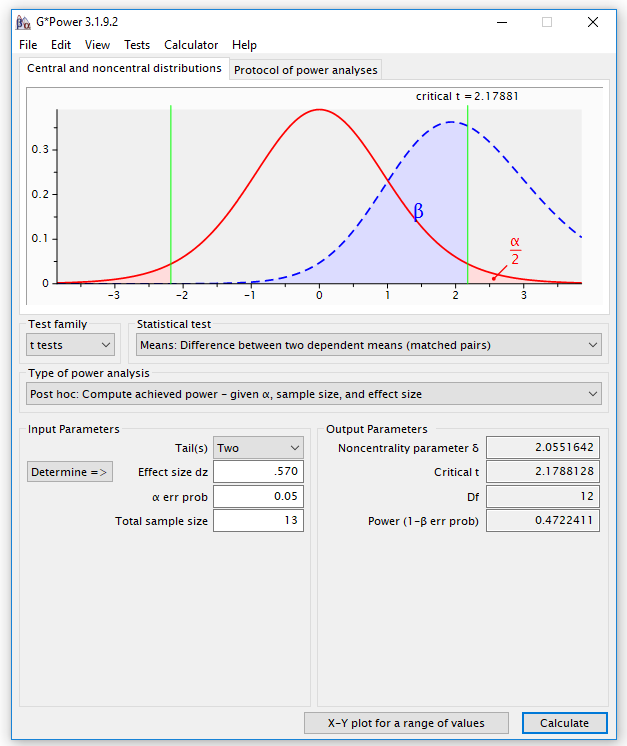 βα G*Power 3.1.9.2
File Edit View Tests Calculator Help
Central and noncentral distributions Protocol of power analyses
critical t = 2.17881
0.3
0.2
0.1
0
β
α
2
-3 -2 -1 0 1 2 3
Test family Statistical test
t tests Means: Difference between two dependent means (matched pairs)
Type of power analysis
Post hoc: Compute achieved power - given α, sample size, and effect size
Input Parameters Output Parameters
Tail(s) Two Noncentrality parameter δ 2.0551642
Determine => Effect size dz .570 Critical t 2.1788128
α err prob 0.05 Df 12
Total sample size 13 Power (1-β err prob) 0.4722411
X-Y plot for a range of values Calculate